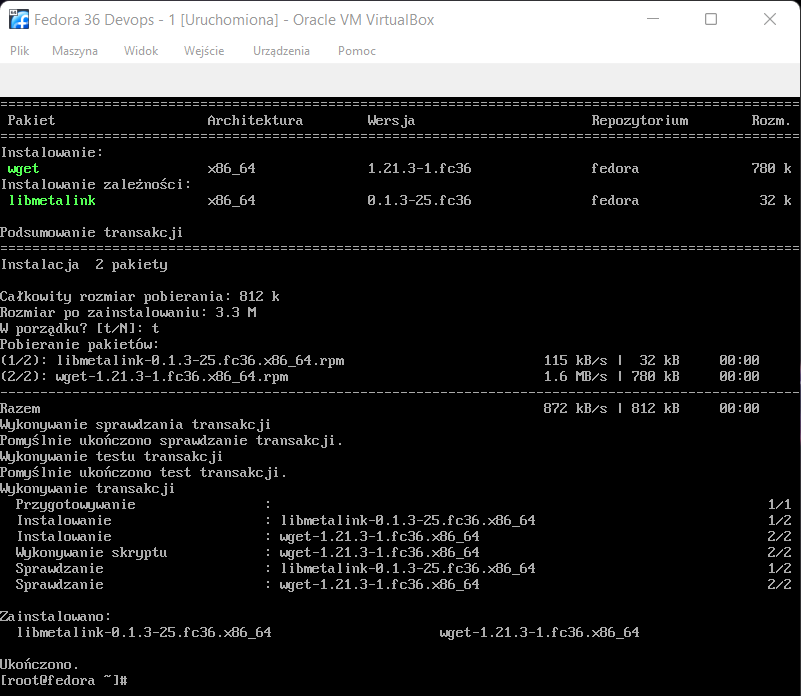 Fedora 36 Devops - 1 [Uruchomiona] - Oracle VM VirtualBox
Plik Maszyna Widok Wejście Urządzenia Pomoc
================================================================================
Pakiet Architektura Wersja Repozytorium Rozm.
================================================================================
Instalowanie:
wget x86_64 1.21.3-1.fc36 fedora 780 k
Instalowanie zależności:
libmetalink x86_64 0.1.3-25.fc36 fedora 32 k
Podsumowanie transakcji
================================================================================
Instalacja  2 pakiety
Całkowity rozmiar pobierania: 812 k
Rozmiar po zainstalowaniu: 3.3 M
W porządku? [t/N]: t
Pobieranie pakietów:
(1/2): libmetalink-0.1.3-25.fc36.x86_64.rpm 115 kB/s | 32 kB 00:00
(2/2): wget-1.21.3-1.fc36.x86_64.rpm 1.6 MB/s | 780 kB 00:00
--------------------------------------------------------------------------------
Razem 872 kB/s | 812 kB 00:00
Wykonywanie sprawdzania transakcji
Pomyślnie ukończono sprawdzanie transakcji.
Wykonywanie testu transakcji
Pomyślnie ukończono test transakcji.
Wykonywanie transakcji
Przygotowywanie : 1/1
Instalowanie : libmetalink-0.1.3-25.fc36.x86_64 1/2
Instalowanie : wget-1.21.3-1.fc36.x86_64 2/2
Wykonywanie skryptu : wget-1.21.3-1.fc36.x86_64 2/2
Sprawdzanie : libmetalink-0.1.3-25.fc36.x86_64 1/2
Sprawdzanie : wget-1.21.3-1.fc36.x86_64 2/2
Zainstalowano:
libmetalink-0.1.3-25.fc36.x86_64 wget-1.21.3-1.fc36.x86_64
Ukończono.
[root@fedora ~]#